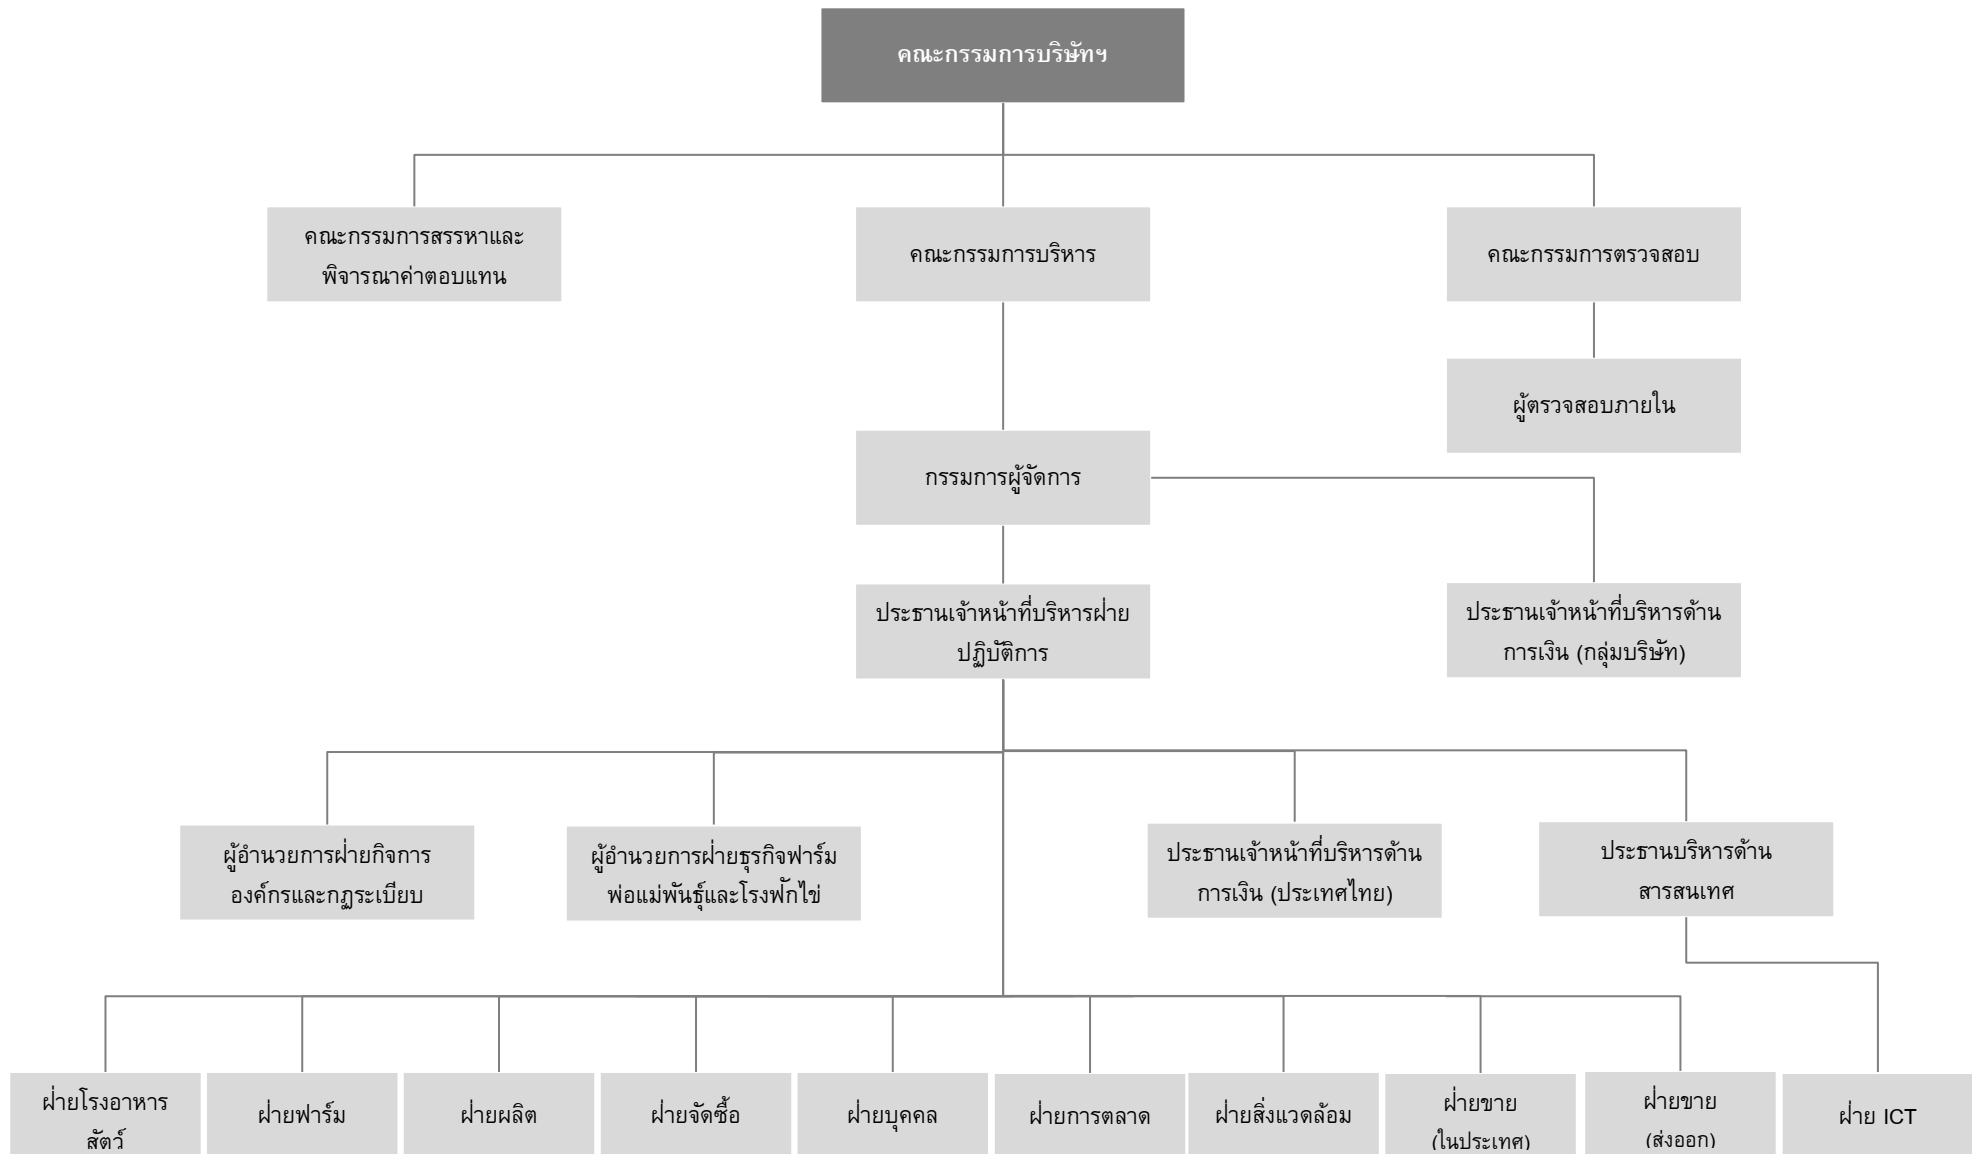 คณะกรรมการบริษัทฯ
คณะกรรมการสรรหาและ
พิจารณาค่าตอบแทน
คณะกรรมการบริหาร
คณะกรรมการตรวจสอบ
ผู้ตรวจสอบภายใน
กรรมการผู้จัดการ
ประธานเจ้าหน้าที่บริหารฝ่าย
ปฏิบัติการ
ประธานเจ้าหน้าที่บริหารด้าน
การเงิน (กลุ่มบริษัท)
ผู้อำนวยการฝ่ายกิจการ
องค์กรและกฎระเบียบ
ผู้อำนวยการฝ่ายธุรกิจฟาร์ม
พ่อแม่พันธุ์และโรงฟักไข่
ประธานเจ้าหน้าที่บริหารด้าน
การเงิน (ประเทศไทย)
ประธานบริหารด้าน
สารสนเทศ
ฝ่ายโรงอาหาร
สัตว์
ฝ่ายฟาร์ม
ฝ่ายผลิต
ฝ่ายจัดซื้อ
ฝ่ายบุคคล
ฝ่ายการตลาด
ฝ่ายสิ่งแวดล้อม
ฝ่ายขาย
(ในประเทศ)
ฝ่ายขาย
(ส่งออก)
ฝ่าย ICT